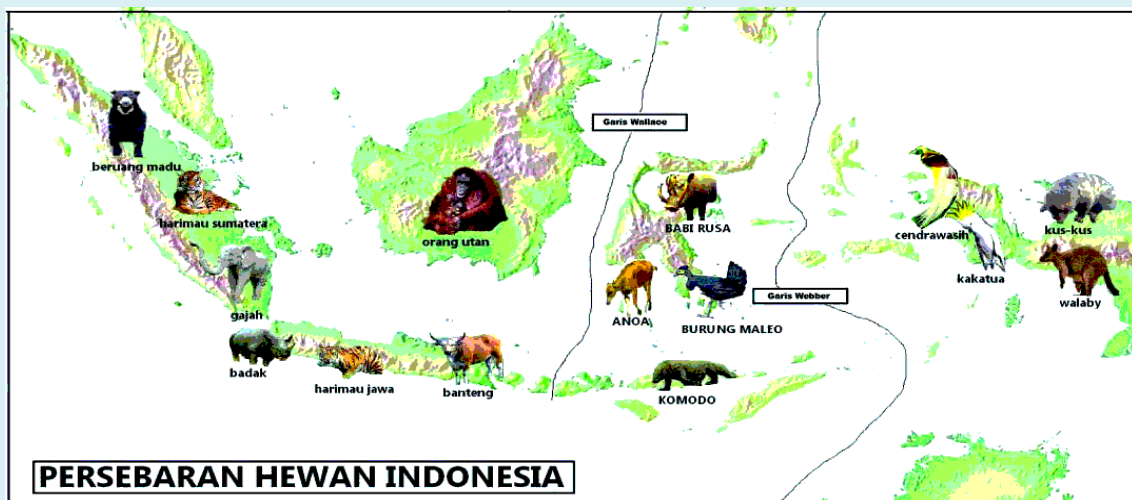 Garis Wallace
beruang madu
harimau sumatera
orang utan
BABI RUSA
cendrawasih
kus-kus
kakatua
walaby
gajah
ANOA
BURUNG MALEO
Garis Webber
badak
harimau jawa
banteng
KOMODO
PERSEBARAN HEWAN INDONESIA